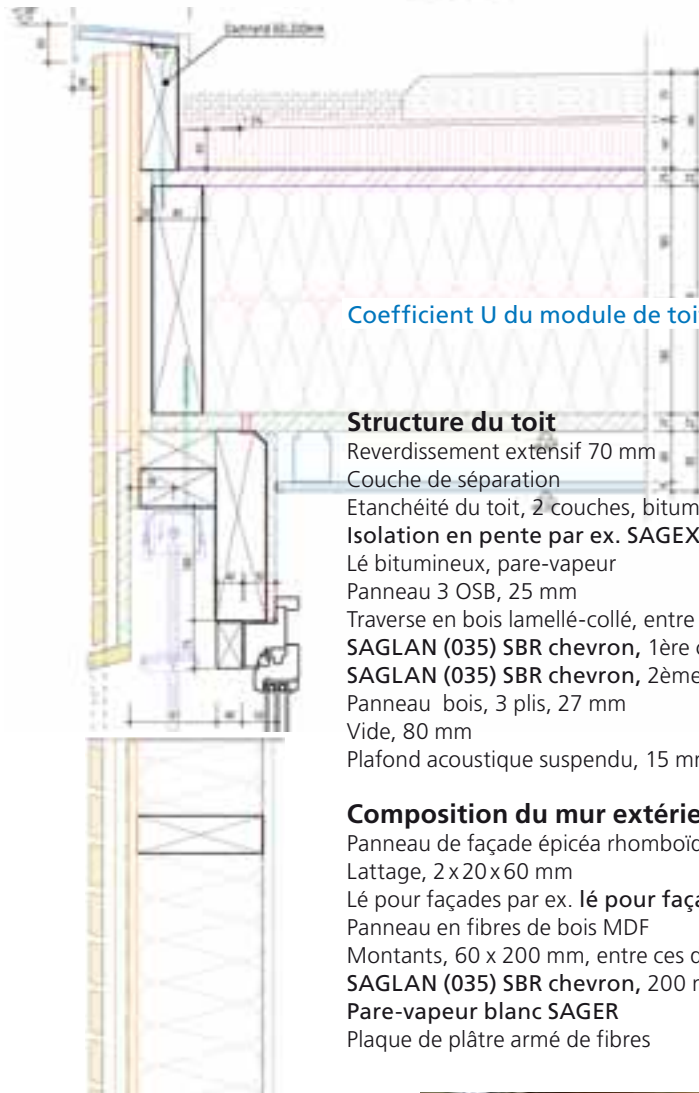 Dachrand 60/200mm
Coefficient U du module de toi
Structure du toit
Reverdissement extensif 70 mm
Couche de séparation
Etanchéité du toit, 2 couches, bitum
Isolation en pente par ex. SAGEX
Lé bitumineux, pare-vapeur
Panneau 3 OSB, 25 mm
Traverse en bois lamellé-collé, entre
SAGLAN (035) SBR chevron, 1ère
SAGLAN (035) SBR chevron, 2ème
Panneau bois, 3 plis, 27 mm
Vide, 80 mm
Plafond acoustique suspendu, 15 mm
Composition du mur extérie
Panneau de façade épicéa rhomboïd
Lattage, 2 x 20 x 60 mm
Lé pour façades par ex. lé pour faça
Panneau en fibres de bois MDF
Montants, 60 x 200 mm, entre ces
SAGLAN (035) SBR chevron, 200
Pare-vapeur blanc SAGER
Plaque de plâtre armé de fibres